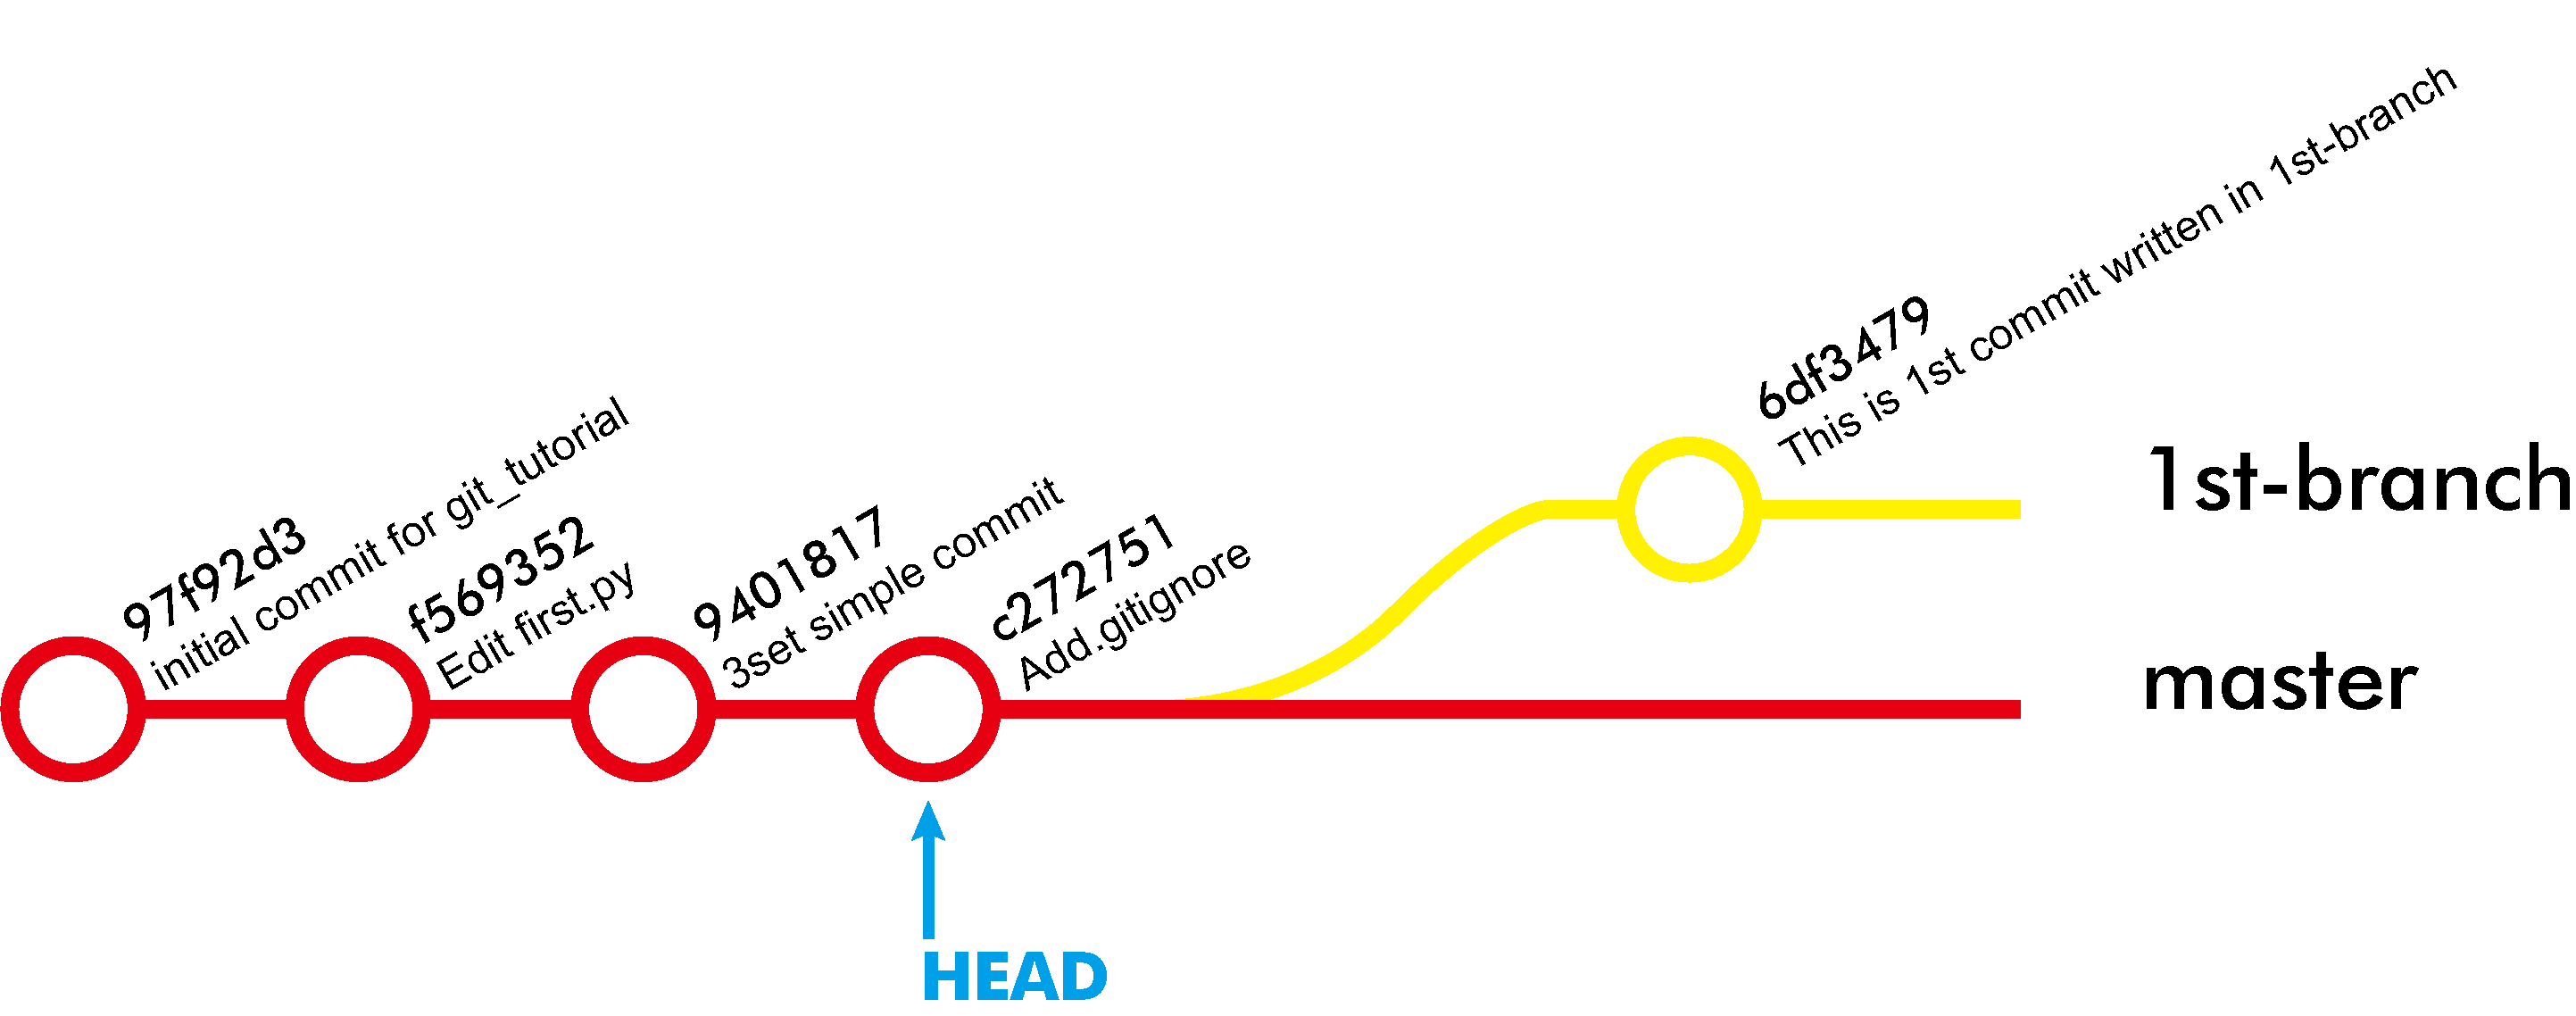 97f92d3
initial commit for git_tutorial
f569352
Edit first.py
9401817
3set simple commit
c272751
Add.gitignore
6df3479
This is 1st commit written in 1st-branch
1st-branch
master
HEAD